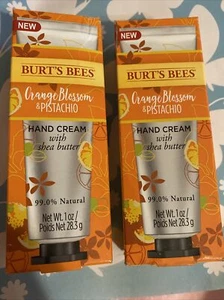 NEW
BURT'S BEES
Orange Blossom
& PISTACHIO
HAND CREAM
with
shea butter
99.0% Natural
Net Wt. 1 oz /
Poids Net 28.3 g
NEW
BURT'S BEES
Orange Blossom
& PISTACHIO
HAND CREAM
with
shea butter
99.0% Natural
Net Wt. 1 oz /
Poids Net 28.3 g